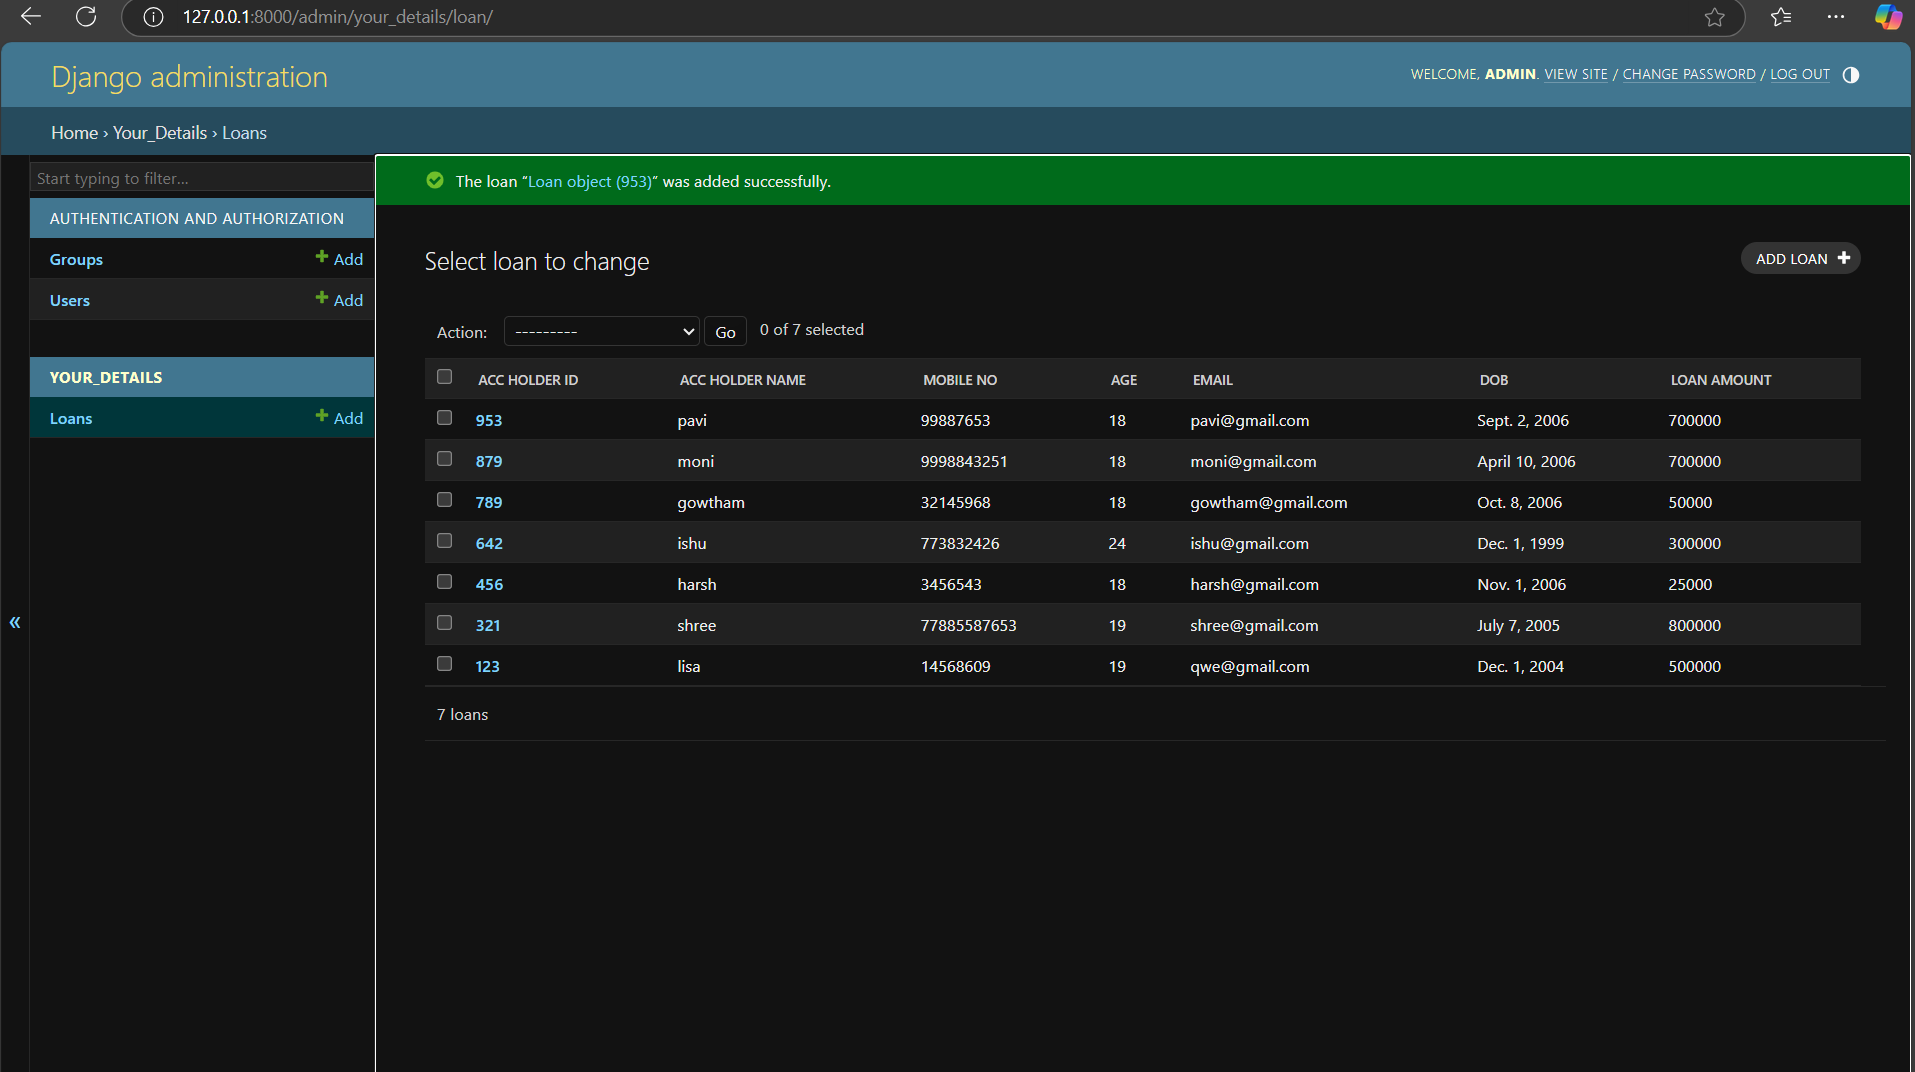 127.0.0.1:8000/admin/your_details/loan/
Django administration
WELCOME, ADMIN. VIEW SITE / CHANGE PASSWORD / LOG OUT
Home › Your_Details › Loans
Start typing to filter...
AUTHENTICATION AND AUTHORIZATION
Groups Add
Users Add
YOUR_DETAILS
Loans Add
«
The loan “Loan object (953)” was added successfully.
Select loan to change
ADD LOAN
Action: --------- Go 0 of 7 selected
ACC HOLDER ID ACC HOLDER NAME MOBILE NO AGE EMAIL DOB LOAN AMOUNT
953 pavi 99887653 18 pavi@gmail.com Sept. 2, 2006 700000
879 moni 9998843251 18 moni@gmail.com April 10, 2006 700000
789 gowtham 32145968 18 gowtham@gmail.com Oct. 8, 2006 50000
642 ishu 773832426 24 ishu@gmail.com Dec. 1, 1999 300000
456 harsh 3456543 18 harsh@gmail.com Nov. 1, 2006 25000
321 shree 77885587653 19 shree@gmail.com July 7, 2005 800000
123 lisa 14568609 19 qwe@gmail.com Dec. 1, 2004 500000
7 loans